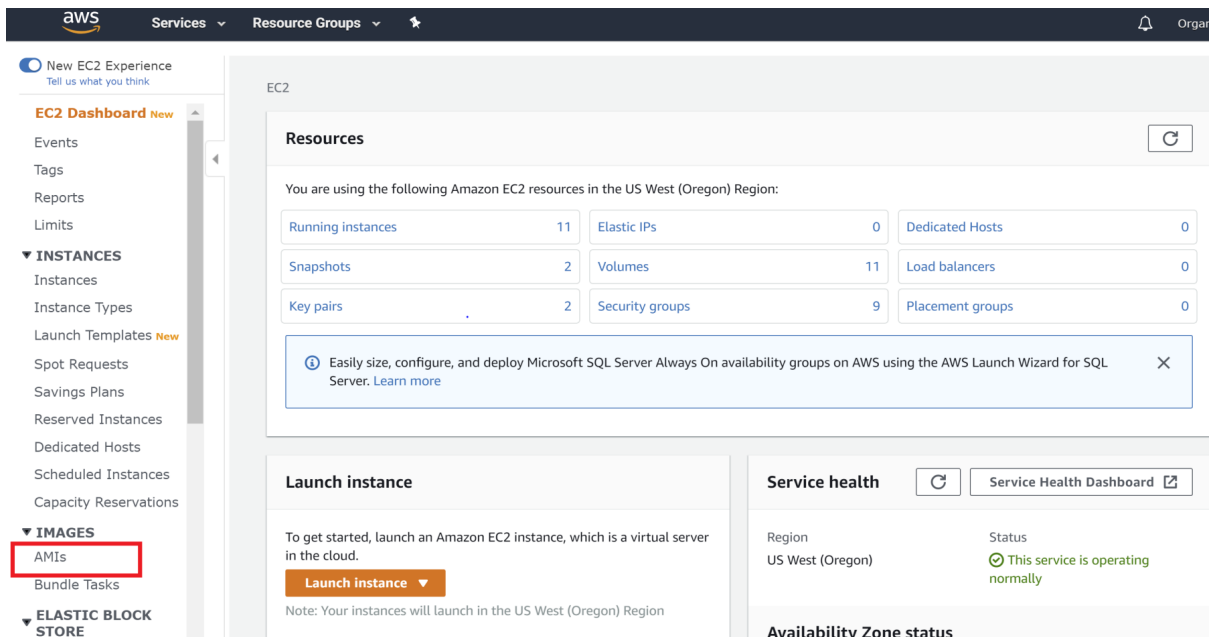 aws Services Resource Groups Organ
New EC2 Experience
Tell us what you think
EC2 Dashboard New
Events
Tags
Reports
Limits
INSTANCES
Instances
Instance Types
Launch Templates New
Spot Requests
Savings Plans
Reserved Instances
Dedicated Hosts
Scheduled Instances
Capacity Reservations
IMAGES
AMIs
Bundle Tasks
ELASTIC BLOCK
STORE
EC2
Resources
You are using the following Amazon EC2 resources in the US West (Oregon) Region:
Running instances 11 Elastic IPs 0 Dedicated Hosts 0
Snapshots 2 Volumes 11 Load balancers 0
Key pairs 2 Security groups 9 Placement groups 0
Easily size, configure, and deploy Microsoft SQL Server Always On availability groups on AWS using the AWS Launch Wizard for SQL
Server. Learn more
Launch instance
To get started, launch an Amazon EC2 instance, which is a virtual server
in the cloud.
Launch instance
Note: Your instances will launch in the US West (Oregon) Region
Service health Service Health Dashboard
Region Status
US West (Oregon) This service is operating
normally
Availability Zone status